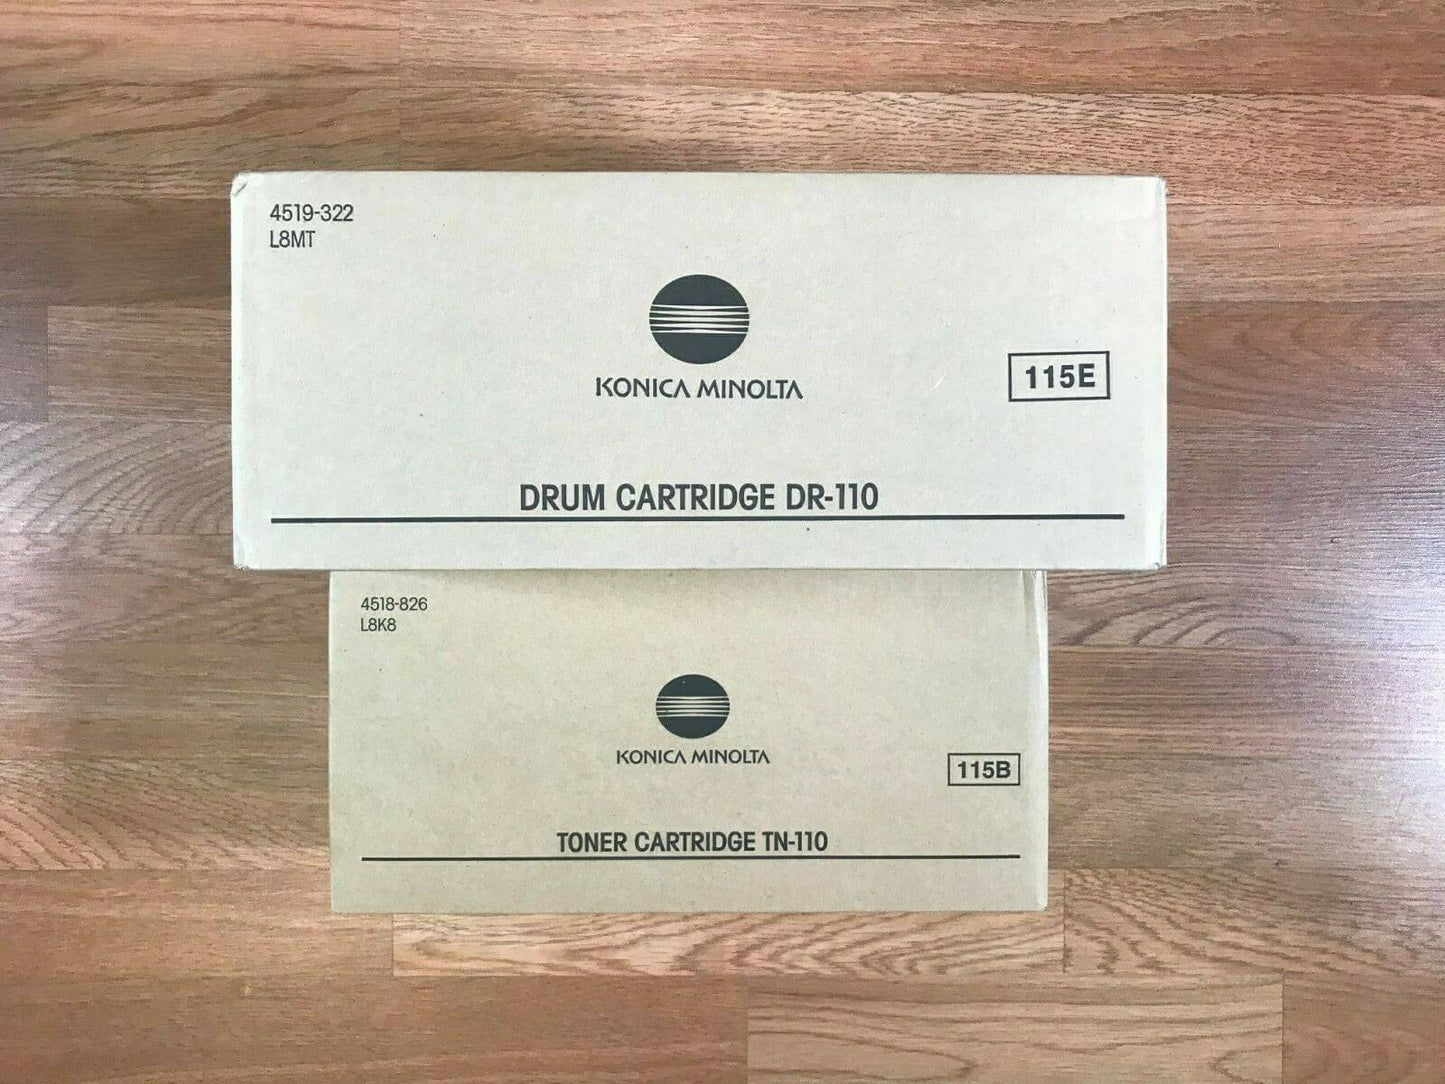 4519-322
L8MT
KONICA MINOLTA
115E
DRUM CARTRIDGE DR-110
4518-826
L8K8
KONICA MINOLTA
115B
TONER CARTRIDGE TN-110